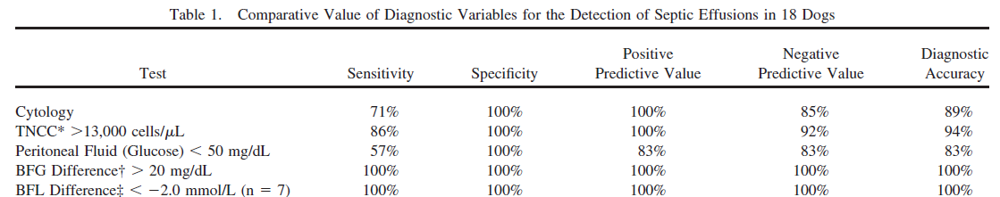 Table 1. Comparative Value of Diagnostic Variables for the Detection of Septic Effusions in 18 Dogs
Positive Negative Diagnostic
Test Sensitivity Specificity Predictive Value Predictive Value Accuracy
Cytology 71% 100% 100% 85% 89%
TNCC* >13,000 cells/μL 86% 100% 100% 92% 94%
Peritoneal Fluid (Glucose) < 50 mg/dL 57% 100% 83% 83% 83%
BFG Difference† > 20 mg/dL 100% 100% 100% 100% 100%
BFL Difference‡ < −2.0 mmol/L (n = 7) 100% 100% 100% 100% 100%